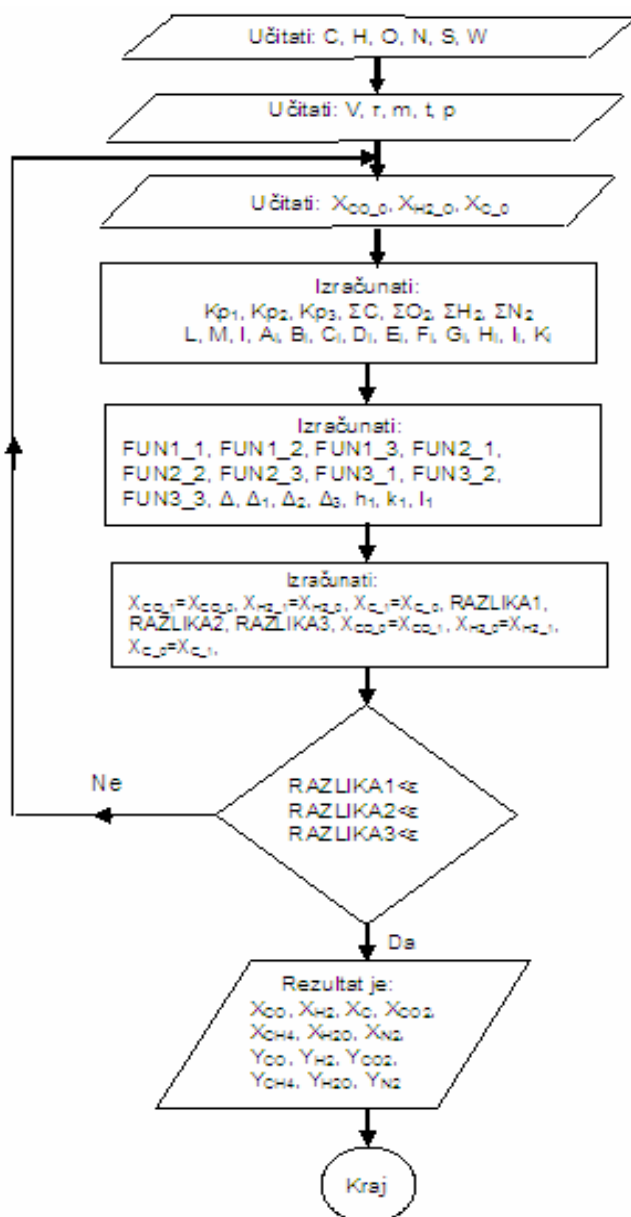 Učitati: C, H, O, N, S, W
Učitati: V, r, m, t, p
Učitati: X_CO_0, X_H2_0, X_C_0
Izračunati:
Kp₁, Kp₂, Kp₃, ΣC, ΣO₂, ΣH₂, ΣN₂
L, M, I, Aᵢ, Bᵢ, Cᵢ, Dᵢ, Eᵢ, Fᵢ, Gᵢ, Hᵢ, Iᵢ, Kᵢ
Izračunati:
FUN1_1, FUN1_2, FUN1_3, FUN2_1,
FUN2_2, FUN2_3, FUN3_1, FUN3_2,
FUN3_3, Δ, Δ₁, Δ₂, Δ₃, h₁, k₁, l₁
Izračunati:
X_CO_1=X_CO_0, X_H2_1=X_H2_0, X_C_1=X_C_0, RAZLIKA1,
RAZLIKA2, RAZLIKA3, X_CO_0=X_CO_1, X_H2_0=X_H2_1,
X_C_0=X_C_1,
Ne
RAZLIKA1<ε
RAZLIKA2<ε
RAZLIKA3<ε
Da
Rezultat je:
X_CO, X_H2, X_C, X_CO2,
X_CH4, X_H2O, X_N2,
Y_CO, Y_H2, Y_CO2,
Y_CH4, Y_H2O, Y_N2
Kraj